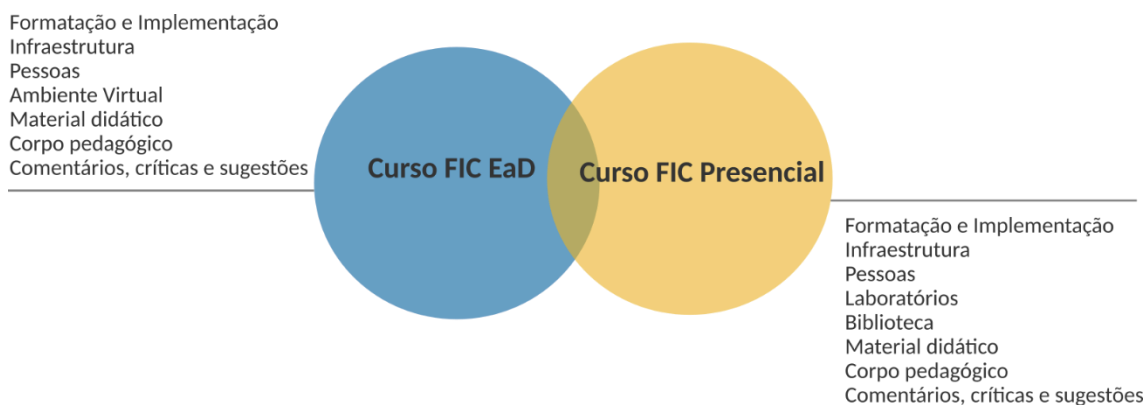 Formatação e Implementação
Infraestrutura
Pessoas
Ambiente Virtual
Material didático
Corpo pedagógico
Comentários, críticas e sugestões
Curso FIC EaD
Curso FIC Presencial
Formatação e Implementação
Infraestrutura
Pessoas
Laboratórios
Biblioteca
Material didático
Corpo pedagógico
Comentários, críticas e sugestões